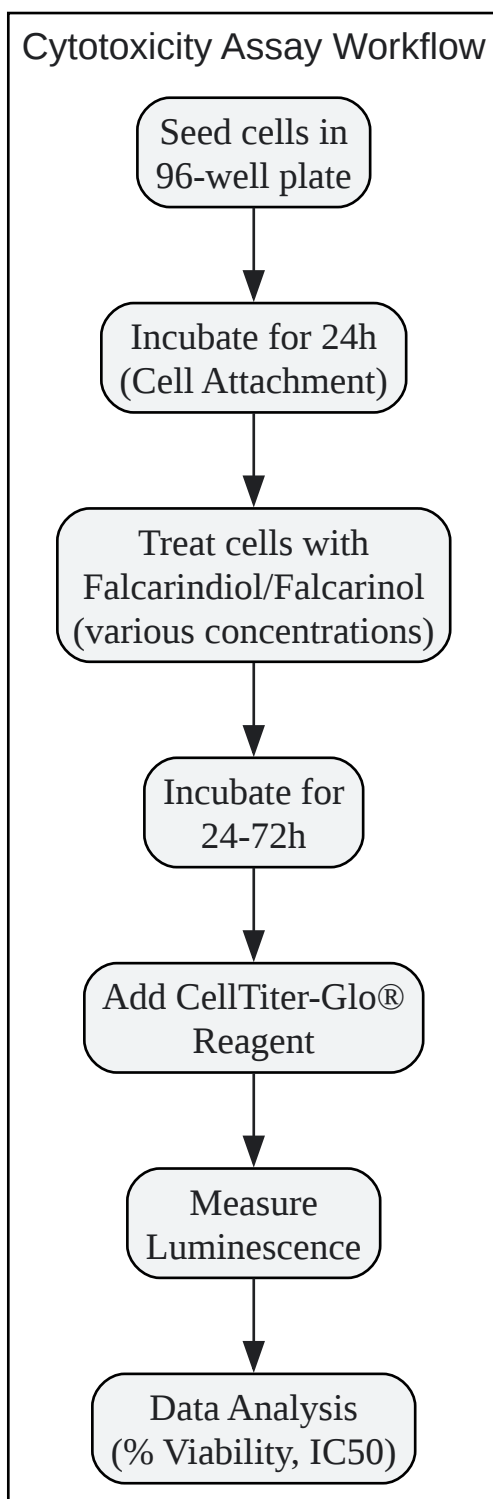 Cytotoxicity Assay Workflow
Seed cells in
96-well plate
Incubate for 24h
(Cell Attachment)
Treat cells with
Falcarindiol/Falcarinol
(various concentrations)
Incubate for
24-72h
Add CellTiter-Glo®
Reagent
Measure
Luminescence
Data Analysis
(% Viability, IC50)